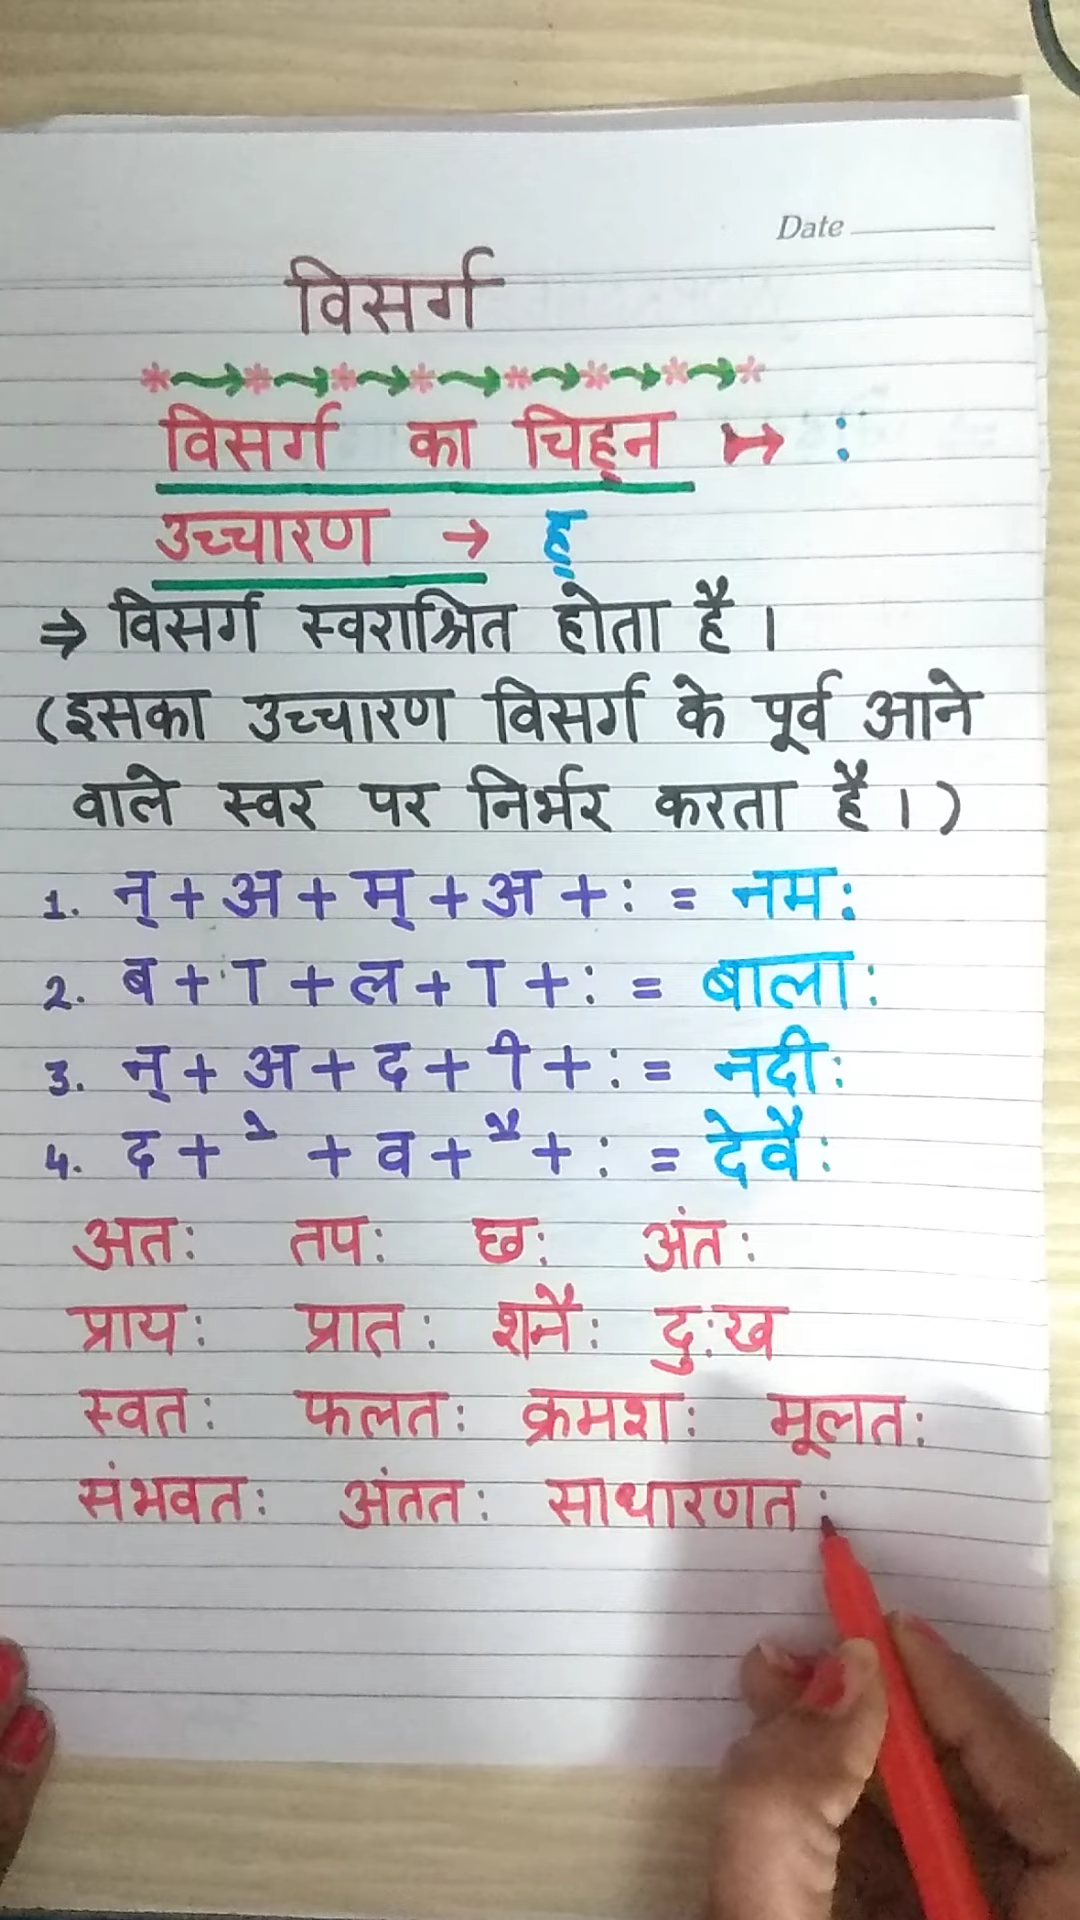 Date
विसर्ग
विसर्ग का चिह्न ↦ :
उच्चारण → ह्
⇒ विसर्ग स्वराश्रित होता है ।
(इसका उच्चारण विसर्ग के पूर्व आने
वाले स्वर पर निर्भर करता है । )
1. न् + अ + म् + अ + : = नम:
2. ब + ा + ल + ा + : = बाला:
3. न् + अ + द + ी + : = नदी:
4. द + े + व + ै + : = देवै:
अत: तप: छ: अंत:
प्राय: प्रात: शनै: दु:ख
स्वत: फलत: क्रमश: मूलत:
संभवत: अंतत: साधारणत: